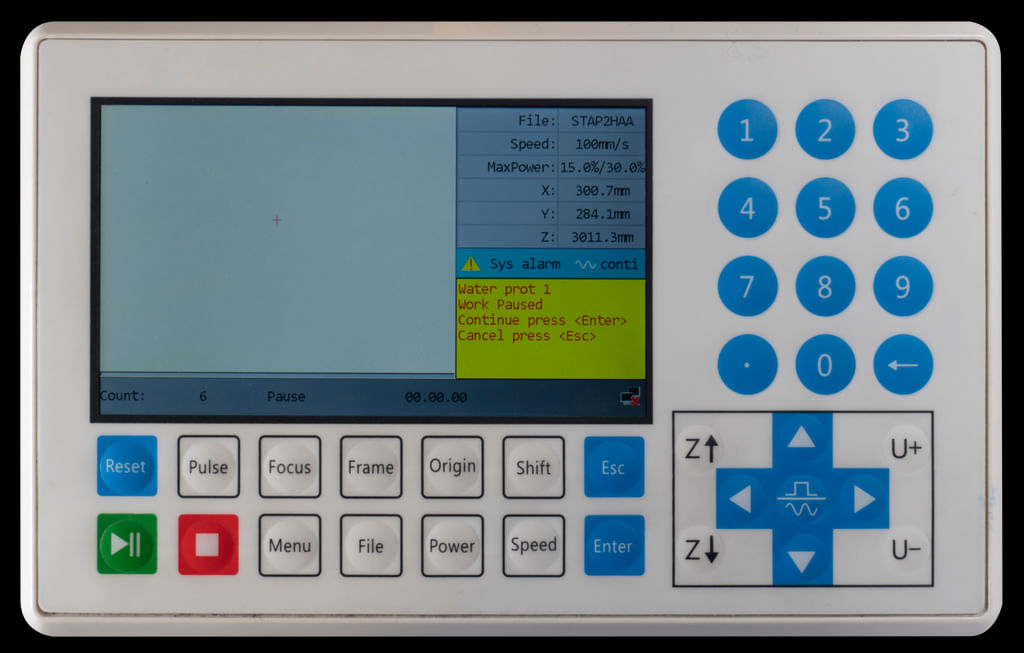 File: STAP2HAA
Speed: 100mm/s
MaxPower: 15.0%/30.0%
X: 300.7mm
Y: 284.1mm
Z: 3011.3mm
Sys alarm conti
Water prot 1
Work Paused
Continue press <Enter>
Cancel press <Esc>
Count: 6 Pause 00.00.00
1 2 3
4 5 6
7 8 9
. 0 ←
Reset Pulse Focus Frame Origin Shift Esc
Menu File Power Speed Enter
Z↑ U+
Z↓ U−